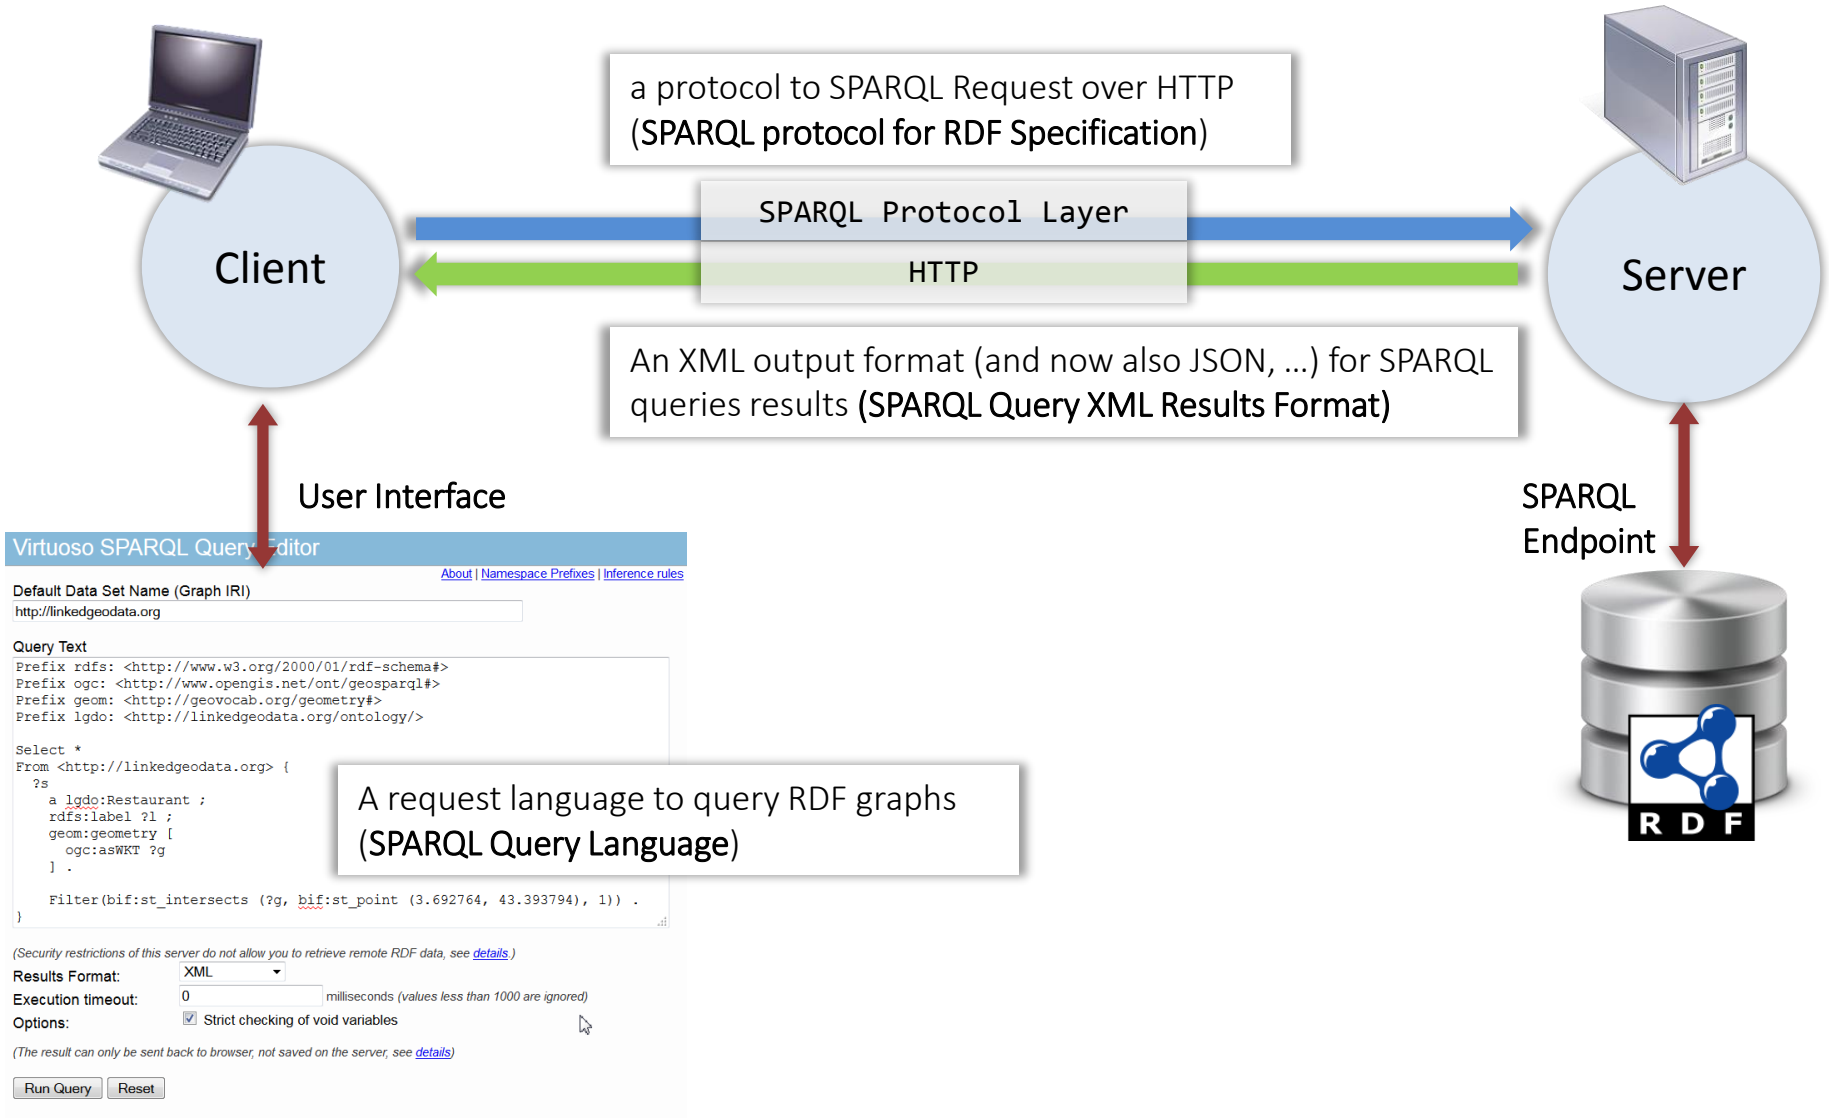 a protocol to SPARQL Request over HTTP
(SPARQL protocol for RDF Specification)
SPARQL Protocol Layer
HTTP
Client
Server
An XML output format (and now also JSON, ...) for SPARQL
queries results (SPARQL Query XML Results Format)
User Interface
SPARQL
Endpoint
Virtuoso SPARQL Query Editor
About | Namespace Prefixes | Inference rules
Default Data Set Name (Graph IRI)
http://linkedgeodata.org
Query Text
Prefix rdfs: <http://www.w3.org/2000/01/rdf-schema#>
Prefix ogc: <http://www.opengis.net/ont/geosparql#>
Prefix geom: <http://geovocab.org/geometry#>
Prefix lgdo: <http://linkedgeodata.org/ontology/>
Select *
From <http://linkedgeodata.org> {
?s
a lgdo:Restaurant ;
rdfs:label ?l ;
geom:geometry [
ogc:asWKT ?g
] .
Filter(bif:st_intersects (?g, bif:st_point (3.692764, 43.393794), 1)) .
}
A request language to query RDF graphs
(SPARQL Query Language)
RDF
(Security restrictions of this server do not allow you to retrieve remote RDF data, see details.)
Results Format: XML
Execution timeout: 0 milliseconds (values less than 1000 are ignored)
Options: Strict checking of void variables
(The result can only be sent back to browser, not saved on the server, see details)
Run Query Reset